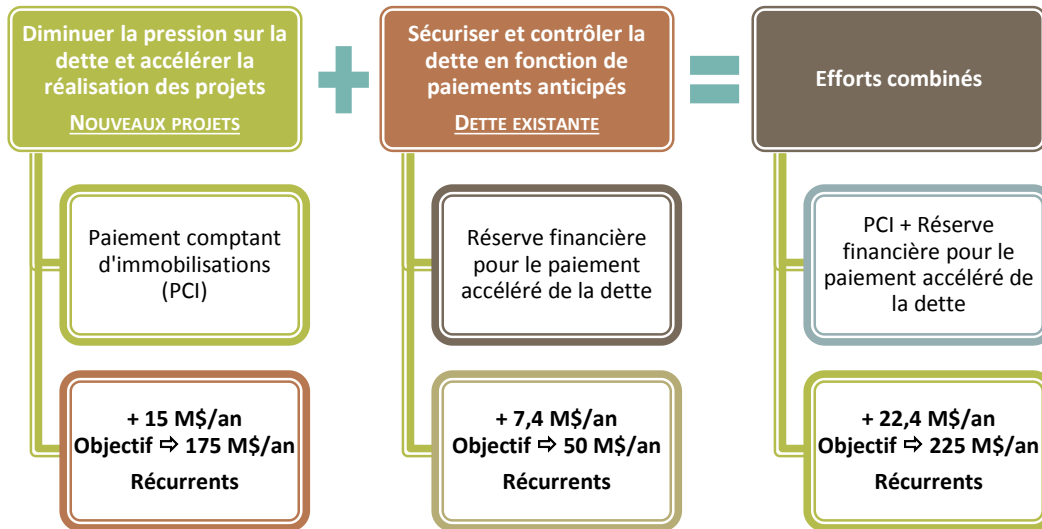 Diminuer la pression sur la
dette et accélérer la
réalisation des projets
NOUVEAUX PROJETS
+
Sécuriser et contrôler la
dette en fonction de
paiements anticipés
DETTE EXISTANTE
=
Efforts combinés
Paiement comptant
d'immobilisations
(PCI)
Réserve financière
pour le paiement
accéléré de la dette
PCI + Réserve
financière pour le
paiement accéléré de
la dette
+ 15 M$/an
Objectif ⇨ 175 M$/an
Récurrents
+ 7,4 M$/an
Objectif ⇨ 50 M$/an
Récurrents
+ 22,4 M$/an
Objectif ⇨ 225 M$/an
Récurrents